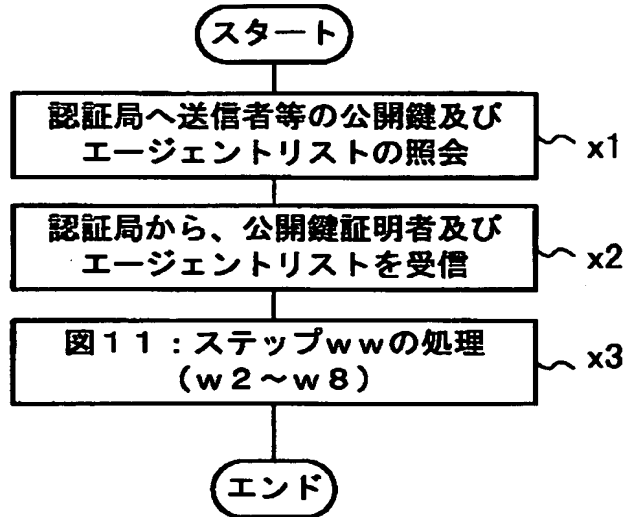 スタート
認証局へ送信者等の公開鍵及び
エージェントリストの照会
x1
認証局から、公開鍵証明者及び
エージェントリストを受信
x2
図11：ステップwwの処理
（w2～w8）
x3
エンド